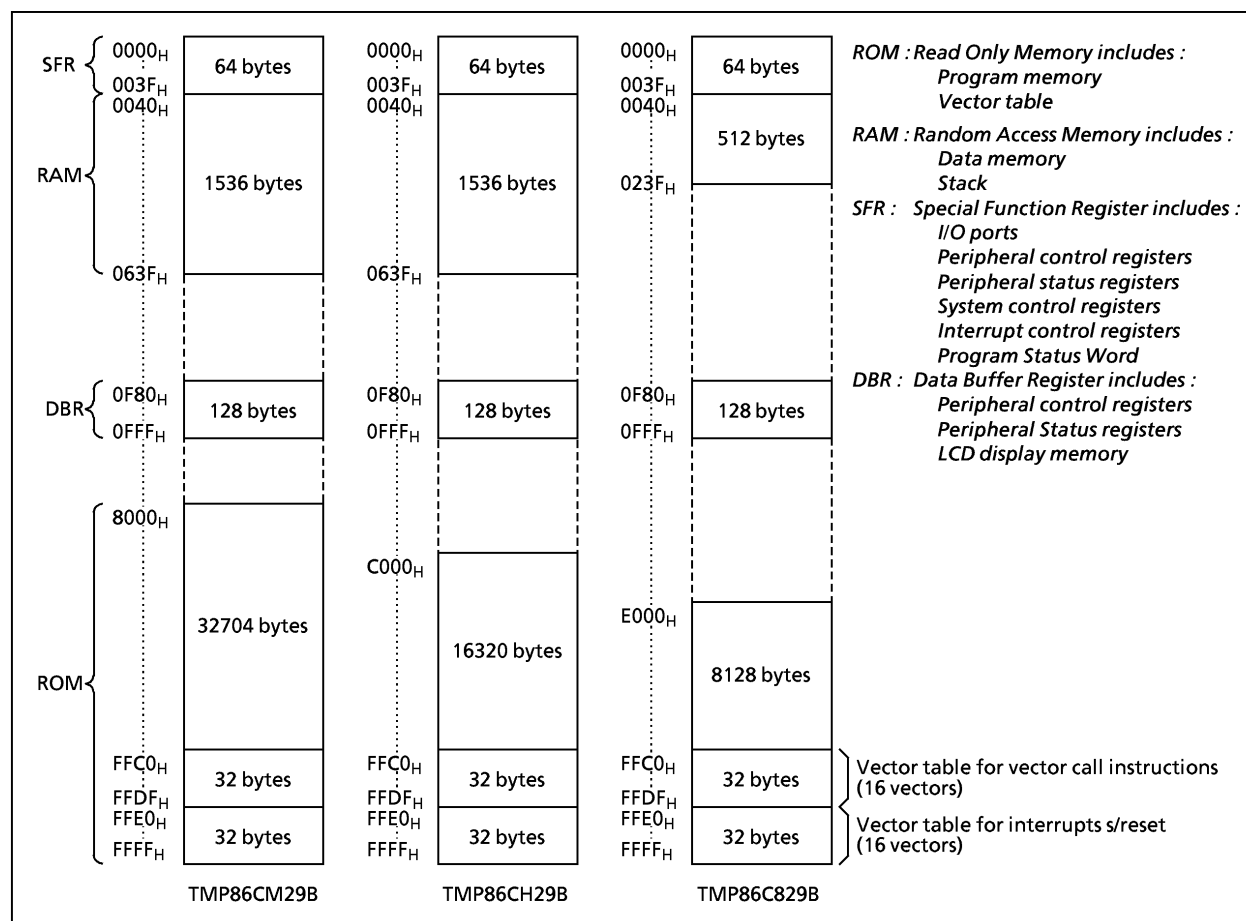 SFR
RAM
DBR
ROM
0000H
003FH
0040H
063FH
0F80H
0FFFH
8000H
FFC0H
FFDFH
FFE0H
FFFFH
64 bytes
1536 bytes
128 bytes
32704 bytes
32 bytes
32 bytes
TMP86CM29B
0000H
003FH
0040H
063FH
0F80H
0FFFH
C000H
FFC0H
FFDFH
FFE0H
FFFFH
64 bytes
1536 bytes
128 bytes
16320 bytes
32 bytes
32 bytes
TMP86CH29B
0000H
003FH
0040H
023FH
0F80H
0FFFH
E000H
FFC0H
FFDFH
FFE0H
FFFFH
64 bytes
512 bytes
128 bytes
8128 bytes
32 bytes
32 bytes
TMP86C829B
ROM : Read Only Memory includes :
Program memory
Vector table
RAM : Random Access Memory includes :
Data memory
Stack
SFR : Special Function Register includes :
I/O ports
Peripheral control registers
Peripheral status registers
System control registers
Interrupt control registers
Program Status Word
DBR : Data Buffer Register includes :
Peripheral control registers
Peripheral Status registers
LCD display memory
Vector table for vector call instructions
(16 vectors)
Vector table for interrupts s/reset
(16 vectors)